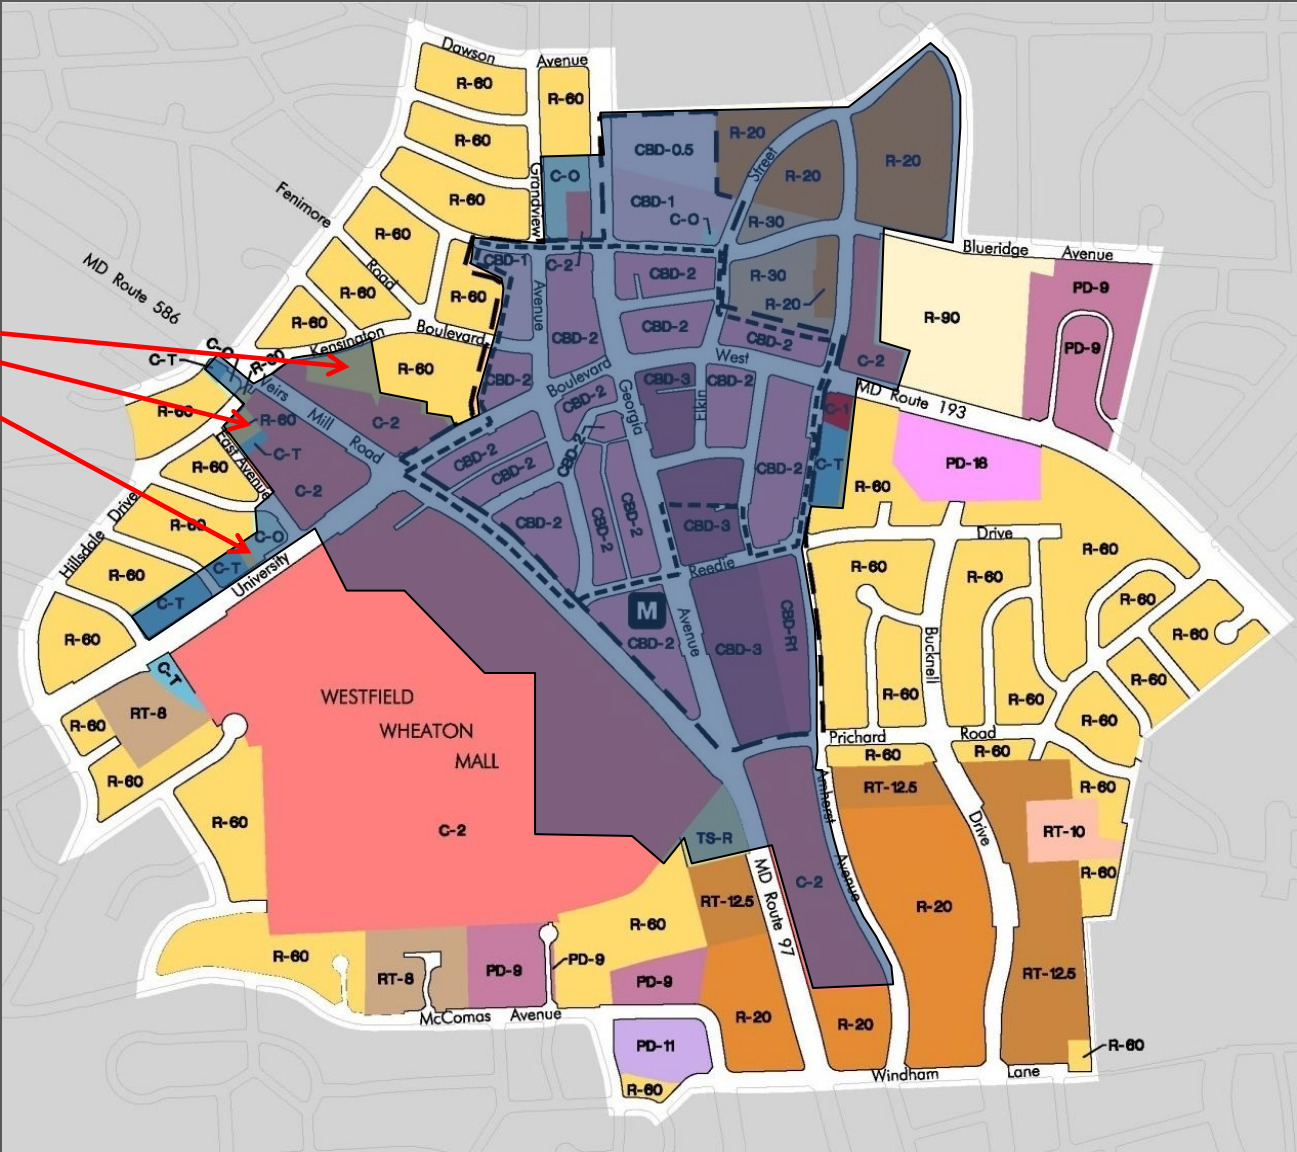 Dawson
Avenue
R-60
R-60
R-60
R-60
Grandview
C-O
CBD-0.5
R-20
Street
R-20
R-20
CBD-1
C-O
R-30
Fenimore
R-60
Road
R-60
R-60
CBD-1
C-2
CBD-2
R-30
R-20
Blueridge
Avenue
MD Route 586
R-60
Avenue
R-60
Kensington
Boulevard
CBD-2
CBD-2
CBD-2
West
R-90
PD-9
PD-9
C-O
C-T
R-60
Veirs
Mill
Road
R-60
CBD-2
Boulevard
CBD-2
Georgia
CBD-3
Elkin
CBD-2
C-2
MD Route 193
R-60
R-60
C-T
C-2
C-2
East Avenue
R-60
CBD-2
CBD-2
CBD-2
CBD-2
C-1
C-T
R-60
PD-18
Hillsdale
Drive
R-60
C-O
C-T
University
CBD-2
CBD-2
CBD-2
CBD-3
Reedie
Drive
R-60
R-60
R-60
R-60
C-T
R-60
M
CBD-2
Avenue
CBD-3
CBD-R1
Bucknell
R-60
R-60
C-T
RT-8
R-60
R-60
WESTFIELD
WHEATON
MALL
C-2
R-60
R-60
R-60
R-60
Prichard
Road
R-60
R-60
RT-12.5
R-60
RT-10
R-60
R-60
TS-R
Amherst
Avenue
Drive
C-2
MD Route 97
RT-12.5
R-20
R-60
R-60
RT-8
PD-9
PD-9
PD-9
RT-12.5
McComas
Avenue
R-20
R-20
PD-11
R-60
R-60
Windham
Lane